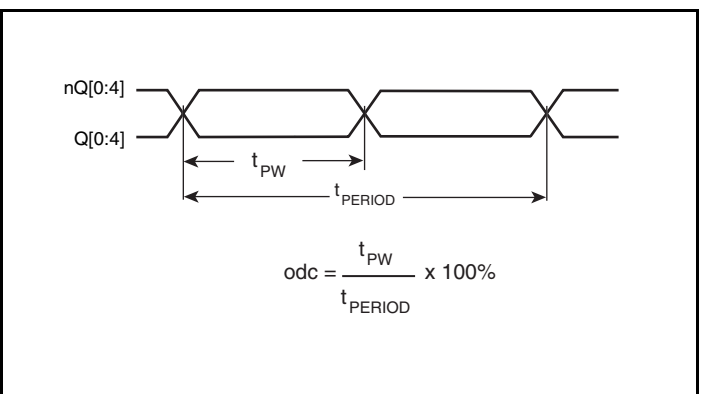 nQ[0:4]
Q[0:4]
tPW
tPERIOD
odc = tPW / tPERIOD x 100%